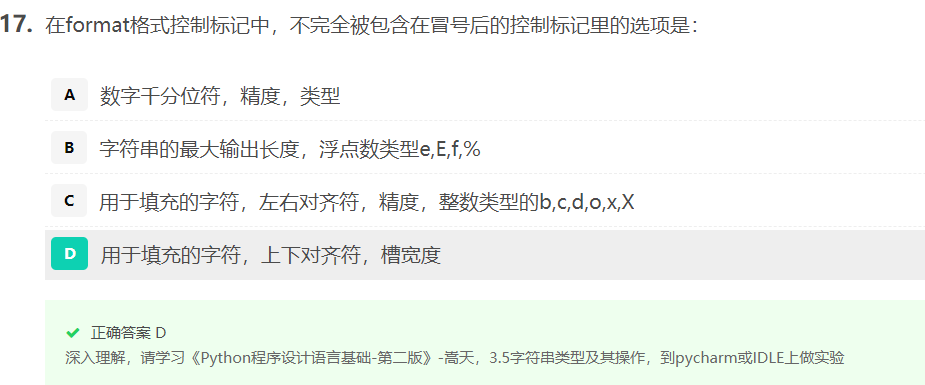 17. 在format格式控制标记中，不完全被包含在冒号后的控制标记里的选项是：
A 数字千分位符，精度，类型
B 字符串的最大输出长度，浮点数类型e,E,f,%
C 用于填充的字符，左右对齐符，精度，整数类型的b,c,d,o,x,X
D 用于填充的字符，上下对齐符，槽宽度
正确答案 D
深入理解，请学习《Python程序设计语言基础-第二版》-嵩天，3.5字符串类型及其操作，到pycharm或IDLE上做实验